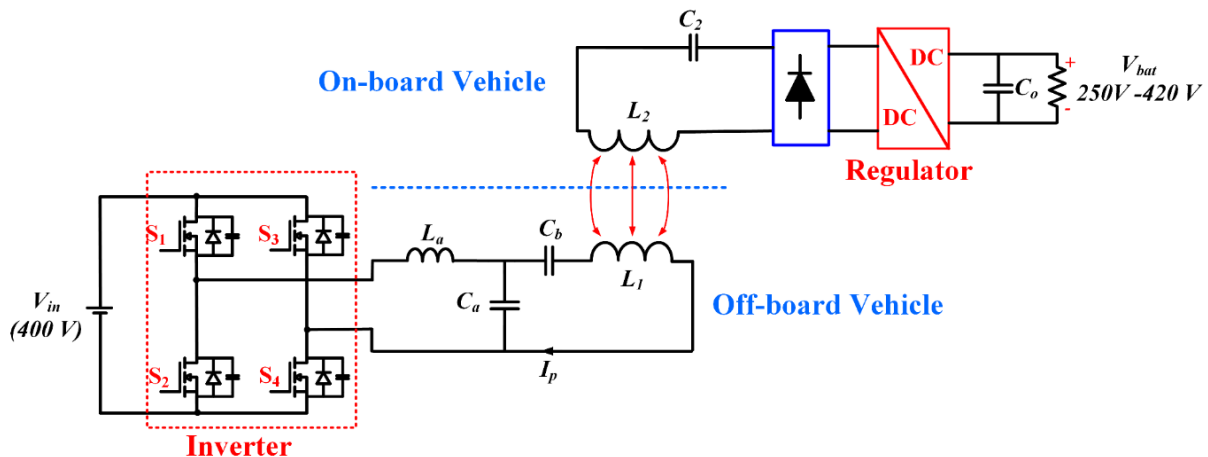 C2
On-board Vehicle
L2
DC
DC
Co
+
-
Vbat
250V -420 V
Regulator
S1
S3
La
Cb
L1
Ca
Vin
(400 V)
Off-board Vehicle
S2
S4
Ip
Inverter